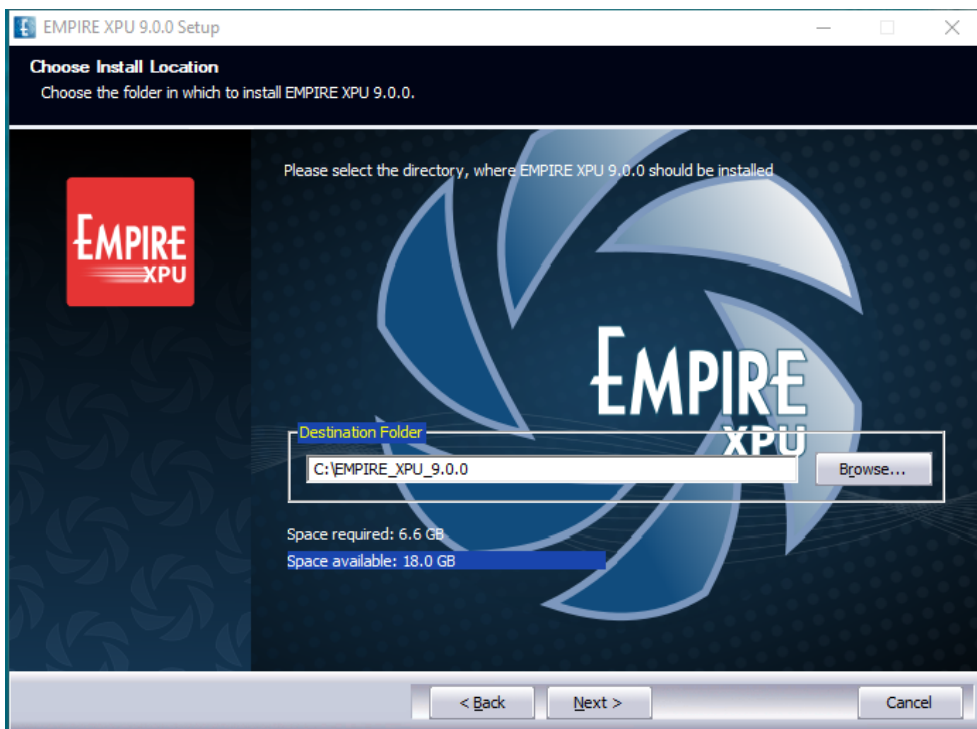 EMPIRE XPU 9.0.0 Setup
Choose Install Location
Choose the folder in which to install EMPIRE XPU 9.0.0.
Please select the directory, where EMPIRE XPU 9.0.0 should be installed
EMPIRE
XPU
EMPIRE
XPU
Destination Folder
C:\EMPIRE_XPU_9.0.0
Browse...
Space required: 6.6 GB
Space available: 18.0 GB
< Back
Next >
Cancel